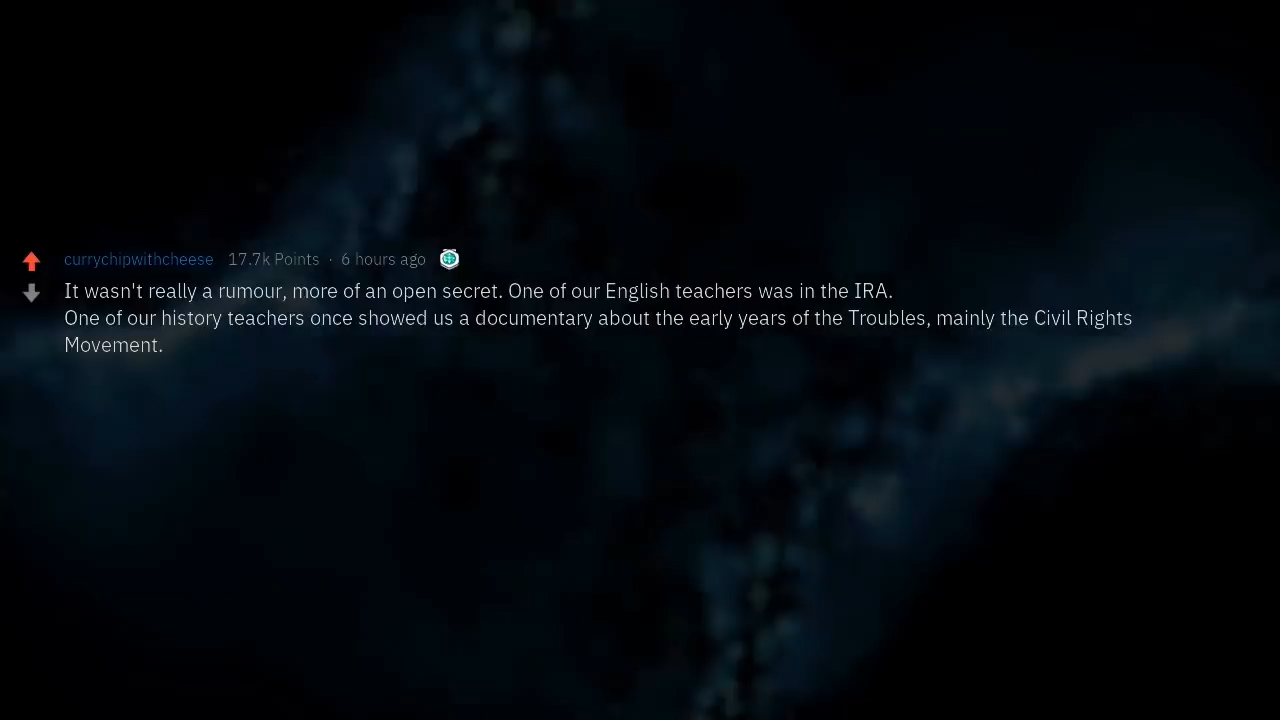 currychipwithcheese 17.7k Points · 6 hours ago
It wasn't really a rumour, more of an open secret. One of our English teachers was in the IRA.
One of our history teachers once showed us a documentary about the early years of the Troubles, mainly the Civil Rights
Movement.